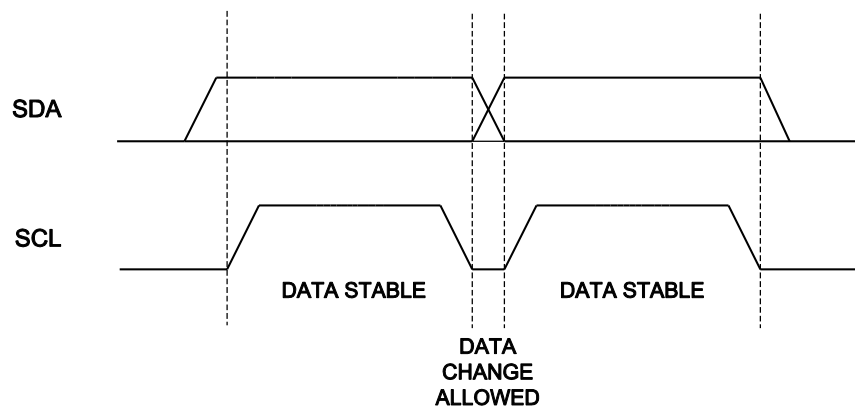 SDA
SCL
DATA STABLE
DATA STABLE
DATA
CHANGE
ALLOWED